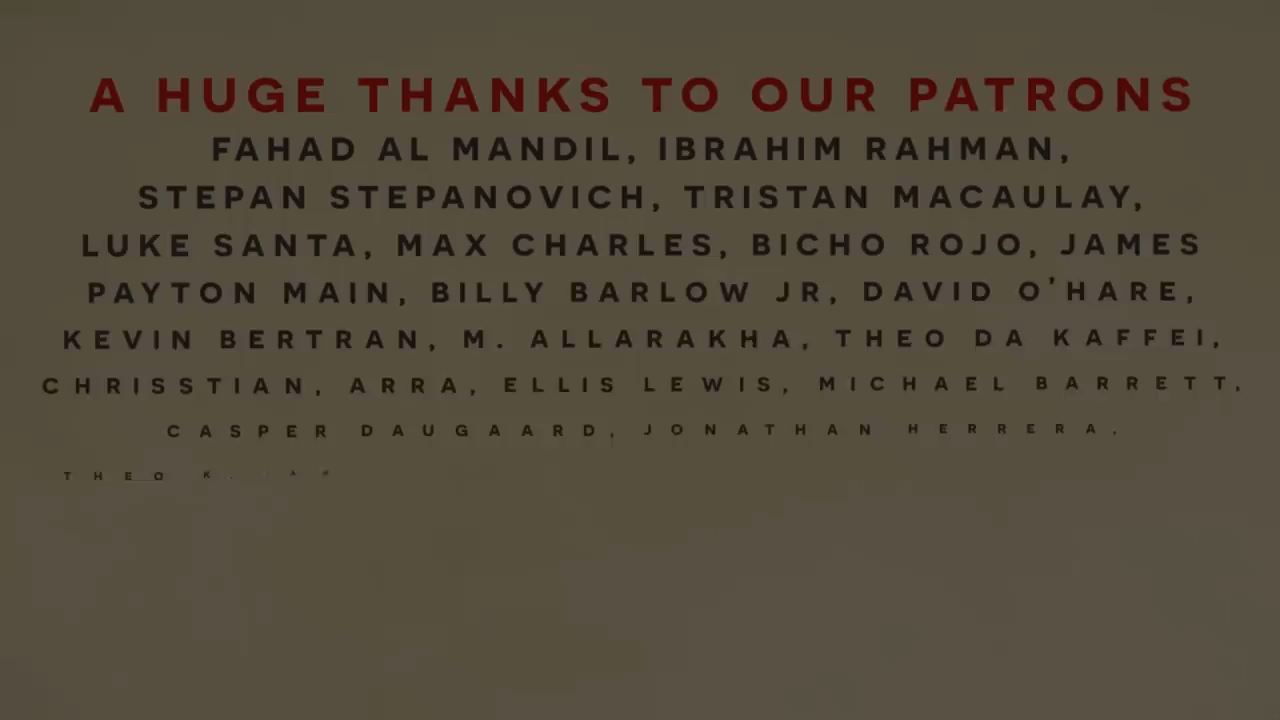 A HUGE THANKS TO OUR PATRONS
FAHAD AL MANDIL, IBRAHIM RAHMAN,
STEPAN STEPANOVICH, TRISTAN MACAULAY,
LUKE SANTA, MAX CHARLES, BICHO ROJO, JAMES
PAYTON MAIN, BILLY BARLOW JR, DAVID O'HARE,
KEVIN BERTRAN, M. ALLARAKHA, THEO DA KAFFEI,
CHRISSTIAN, ARRA, ELLIS LEWIS, MICHAEL BARRETT,
CASPER DAUGAARD, JONATHAN HERRERA,
THEO K.